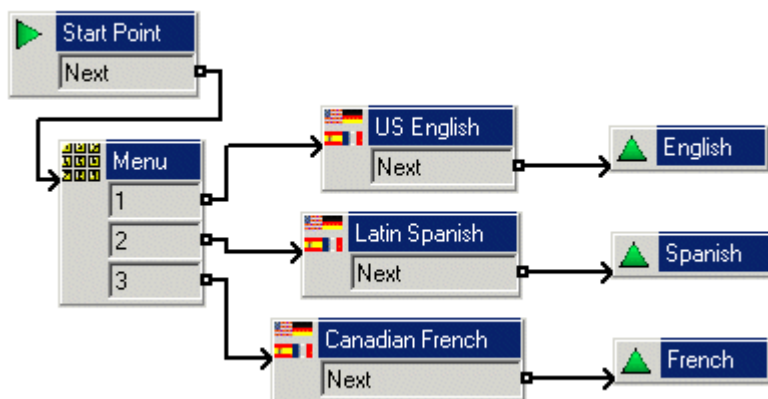 Start Point
Next
Menu
1
2
3
US English
Next
English
Latin Spanish
Next
Spanish
Canadian French
Next
French